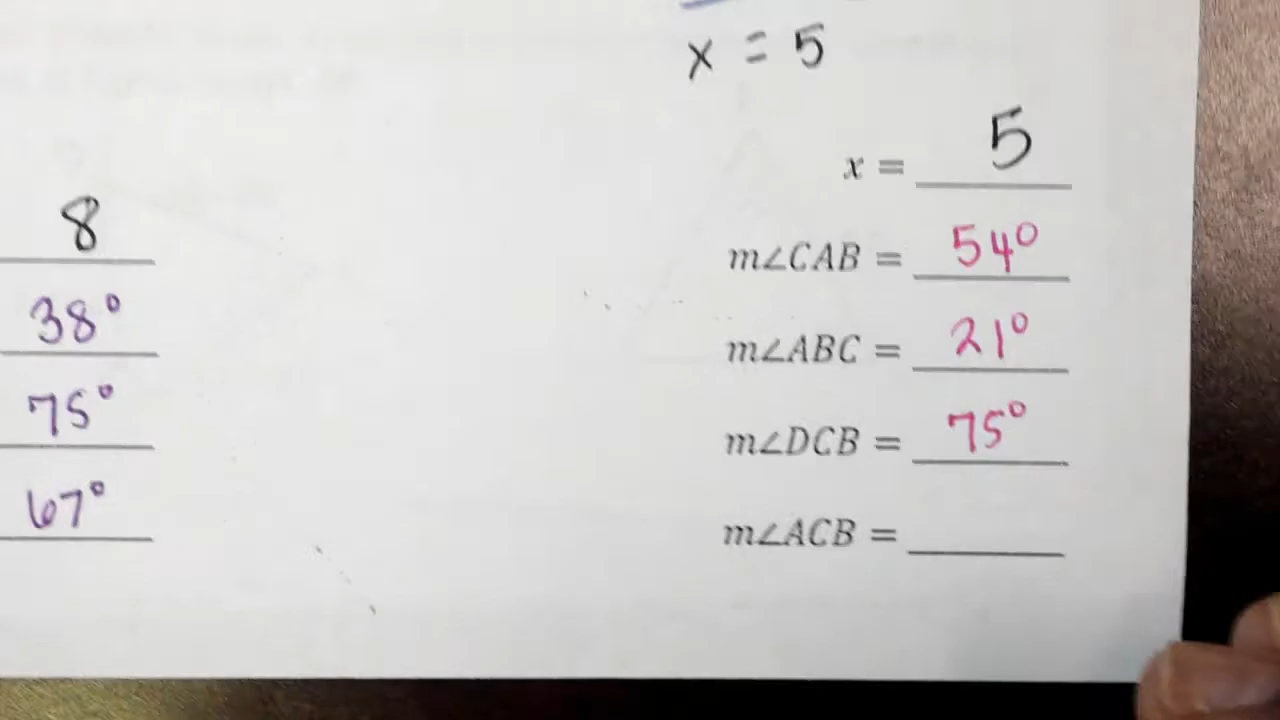 x = 5
x = 5
8
m∠CAB = 54°
38°
m∠ABC = 21°
75°
m∠DCB = 75°
67°
m∠ACB =